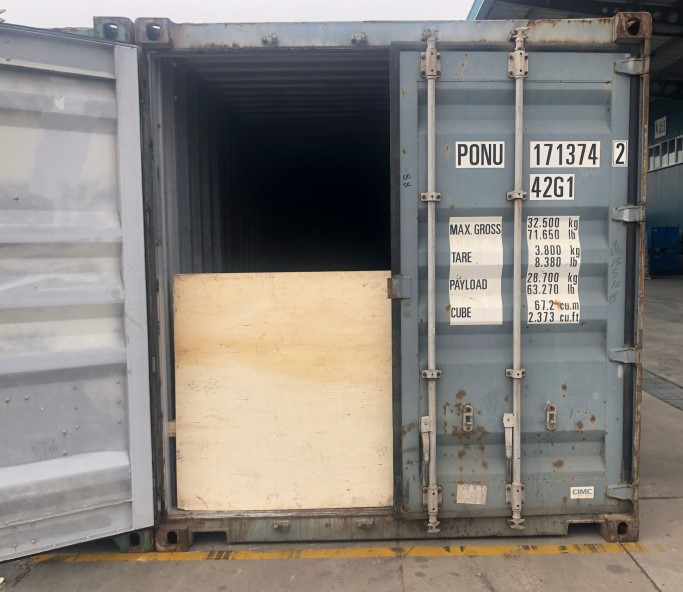 PONU 171374 2
42G1
MAX. GROSS 32.500 kg
71.650 lb
TARE 3.800 kg
8.380 lb
PAYLOAD 28.700 kg
63.270 lb
CUBE 67.2 cu.m
2.373 cu.ft
CIMC